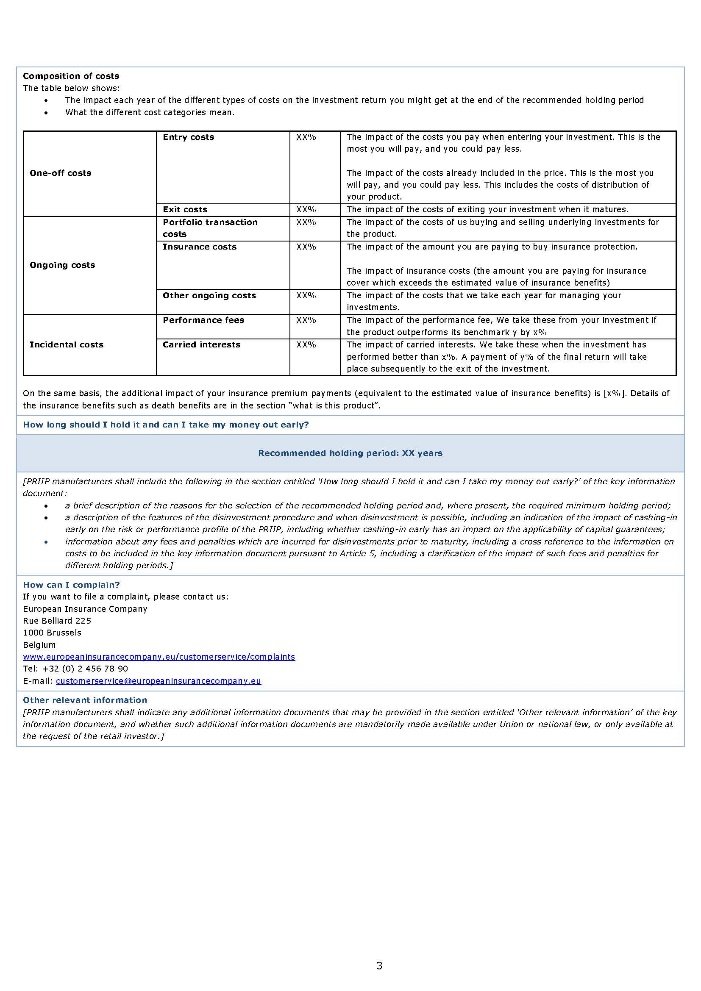 Composition of costs
The table below shows:
• The impact each year of the different types of costs on the investment return you might get at the end of the recommended holding period
• What the different cost categories mean.
One-off costs
Entry costs
XX%
The impact of the costs you pay when entering your investment. This is the
most you will pay, and you could pay less.
The impact of the costs already included in the price. This is the most you
will pay, and you could pay less. This includes the costs of distribution of
your product.
Exit costs
XX%
The impact of the costs of exiting your investment when it matures.
Ongoing costs
Portfolio transaction
costs
XX%
The impact of the costs of us buying and selling underlying investments for
the product.
Insurance costs
XX%
The impact of the amount you are paying to buy insurance protection.
The impact of insurance costs (the amount you are paying for insurance
cover which exceeds the estimated value of insurance benefits)
Other ongoing costs
XX%
The impact of the costs that we take each year for managing your
investments.
Incidental costs
Performance fees
XX%
The impact of the performance fee. We take these from your investment if
the product outperforms its benchmark y by x%
Carried interests
XX%
The impact of carried interests. We take these when the investment has
performed better than x%. A payment of y% of the final return will take
place subsequently to the exit of the investment.
On the same basis, the additional impact of your insurance premium payments (equivalent to the estimated value of insurance benefits) is [x%]. Details of
the insurance benefits such as death benefits are in the section "what is this product".
How long should I hold it and can I take my money out early?
Recommended holding period: XX years
[PRIIP manufacturers shall include the following in the section entitled 'How long should I hold it and can I take my money out early?' of the key information
document:
• a brief description of the reasons for the selection of the recommended holding period and, where present, the required minimum holding period;
• a description of the features of the disinvestment procedure and when disinvestment is possible, including an indication of the impact of cashing-in
early on the risk or performance profile of the PRIIP, including whether cashing-in early has an impact on the applicability of capital guarantees;
• information about any fees and penalties which are incurred for disinvestments prior to maturity, including a cross reference to the information on
costs to be included in the key information document pursuant to Article 5, including a clarification of the impact of such fees and penalties for
different holding periods.]
How can I complain?
If you want to file a complaint, please contact us:
European Insurance Company
Rue Belliard 225
1000 Brussels
Belgium
www.europeaninsurancecompany.eu/customerservice/complaints
Tel: +32 (0) 2 456 78 90
E-mail: customerservice@europeaninsurancecompany.eu
Other relevant information
[PRIIP manufacturers shall indicate any additional information documents that may be provided in the section entitled 'Other relevant information' of the key
information document, and whether such additional information documents are mandatorily made available under Union or national law, or only available at
the request of the retail investor.]
3